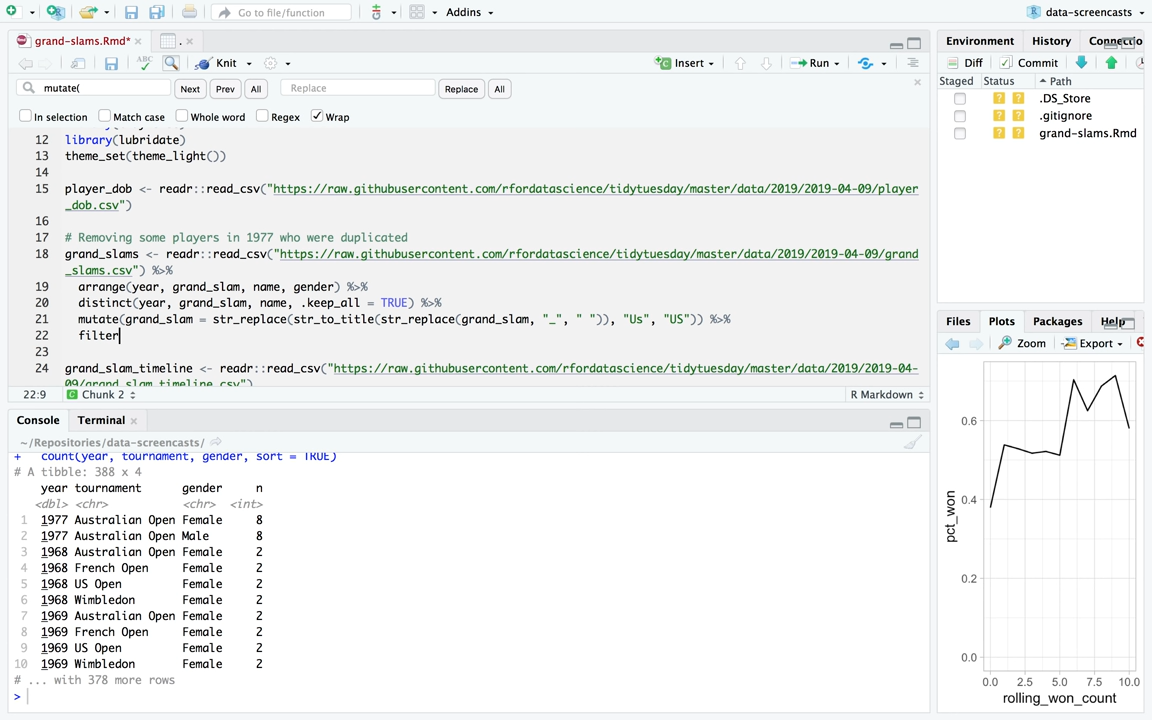 Go to file/function
Addins
data-screencasts
grand-slams.Rmd*
.
Environment
History
Knit
Insert
Run
Diff
Commit
mutate(
Next
Prev
All
Replace
Replace
All
Staged
Status
Path
.DS_Store
.gitignore
grand-slams.Rmd
In selection
Match case
Whole word
Regex
Wrap
12 library(lubridate)
13 theme_set(theme_light())
14
15 player_dob <- readr::read_csv("https://raw.githubusercontent.com/rfordatascience/tidytuesday/master/data/2019/2019-04-09/player
_dob.csv")
16
17 # Removing some players in 1977 who were duplicated
18 grand_slams <- readr::read_csv("https://raw.githubusercontent.com/rfordatascience/tidytuesday/master/data/2019/2019-04-09/grand
_slams.csv") %>%
19 arrange(year, grand_slam, name, gender) %>%
20 distinct(year, grand_slam, name, .keep_all = TRUE) %>%
21 mutate(grand_slam = str_replace(str_to_title(str_replace(grand_slam, "_", " ")), "Us", "US")) %>%
22 filter
23
24 grand_slam_timeline <- readr::read_csv("https://raw.githubusercontent.com/rfordatascience/tidytuesday/master/data/2019/2019-04-
09/grand_slam_timeline.csv")
22:9
Chunk 2
R Markdown
Files
Plots
Packages
Help
Zoom
Export
Console
Terminal
~/Repositories/data-screencasts/
+ count(year, tournament, gender, sort = TRUE)
# A tibble: 388 x 4
year tournament gender n
<dbl> <chr> <chr> <int>
1 1977 Australian Open Female 8
2 1977 Australian Open Male 8
3 1968 Australian Open Female 2
4 1968 French Open Female 2
5 1968 US Open Female 2
6 1968 Wimbledon Female 2
7 1969 Australian Open Female 2
8 1969 French Open Female 2
9 1969 US Open Female 2
10 1969 Wimbledon Female 2
# ... with 378 more rows
>
pct_won
0.6
0.4
0.2
0.0
0.0 2.5 5.0 7.5 10.0
rolling_won_count